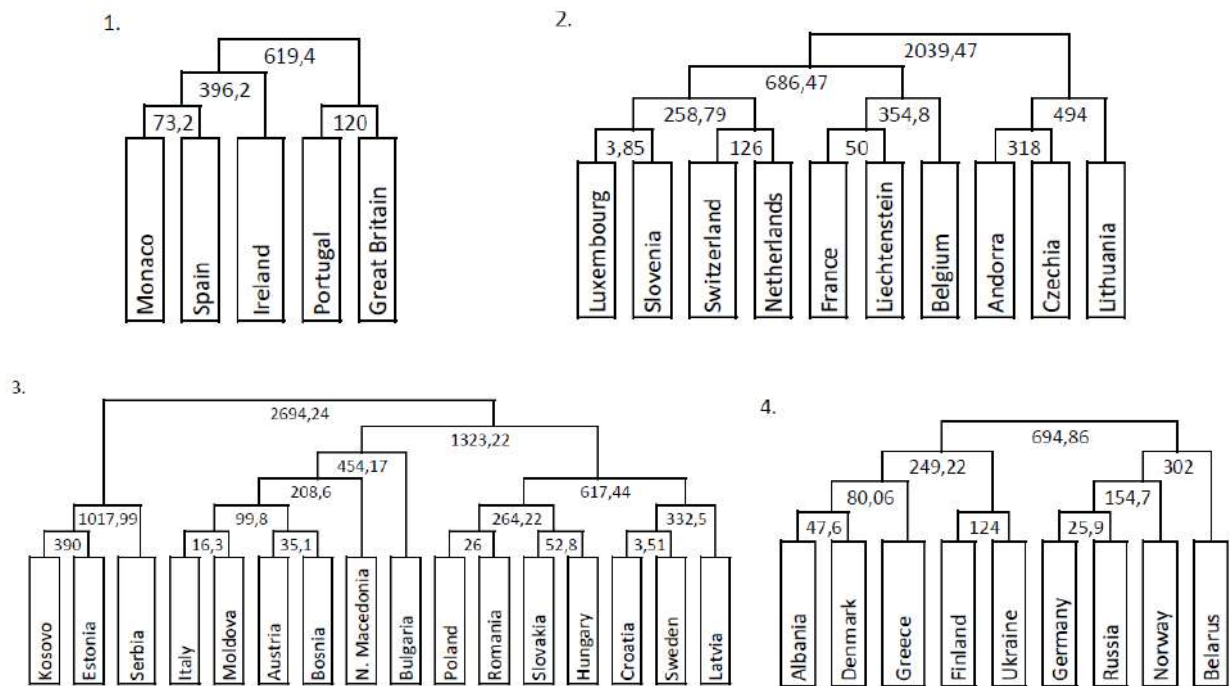 1.
619,4
396,2
73,2
120
Monaco
Spain
Ireland
Portugal
Great Britain
2.
2039,47
686,47
258,79
354,8
494
3,85
126
50
318
Luxembourg
Slovenia
Switzerland
Netherlands
France
Liechtenstein
Belgium
Andorra
Czechia
Lithuania
3.
2694,24
1323,22
454,17
208,6
617,44
1017,99
99,8
264,22
332,5
390
16,3
35,1
26
52,8
3,51
Kosovo
Estonia
Serbia
Italy
Moldova
Austria
Bosnia
N. Macedonia
Bulgaria
Poland
Romania
Slovakia
Hungary
Croatia
Sweden
Latvia
4.
694,86
249,22
302
80,06
154,7
47,6
124
25,9
Albania
Denmark
Greece
Finland
Ukraine
Germany
Russia
Norway
Belarus